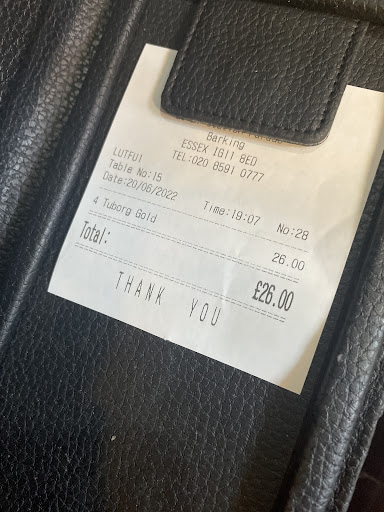 Barking
ESSEX IG11 8ED
TEL:020 8591 0777
LUTFUI
Table No:15
Date:20/06/2022 Time:19:07 No:28
4 Tuborg Gold 26.00
Total: £26.00
THANK YOU